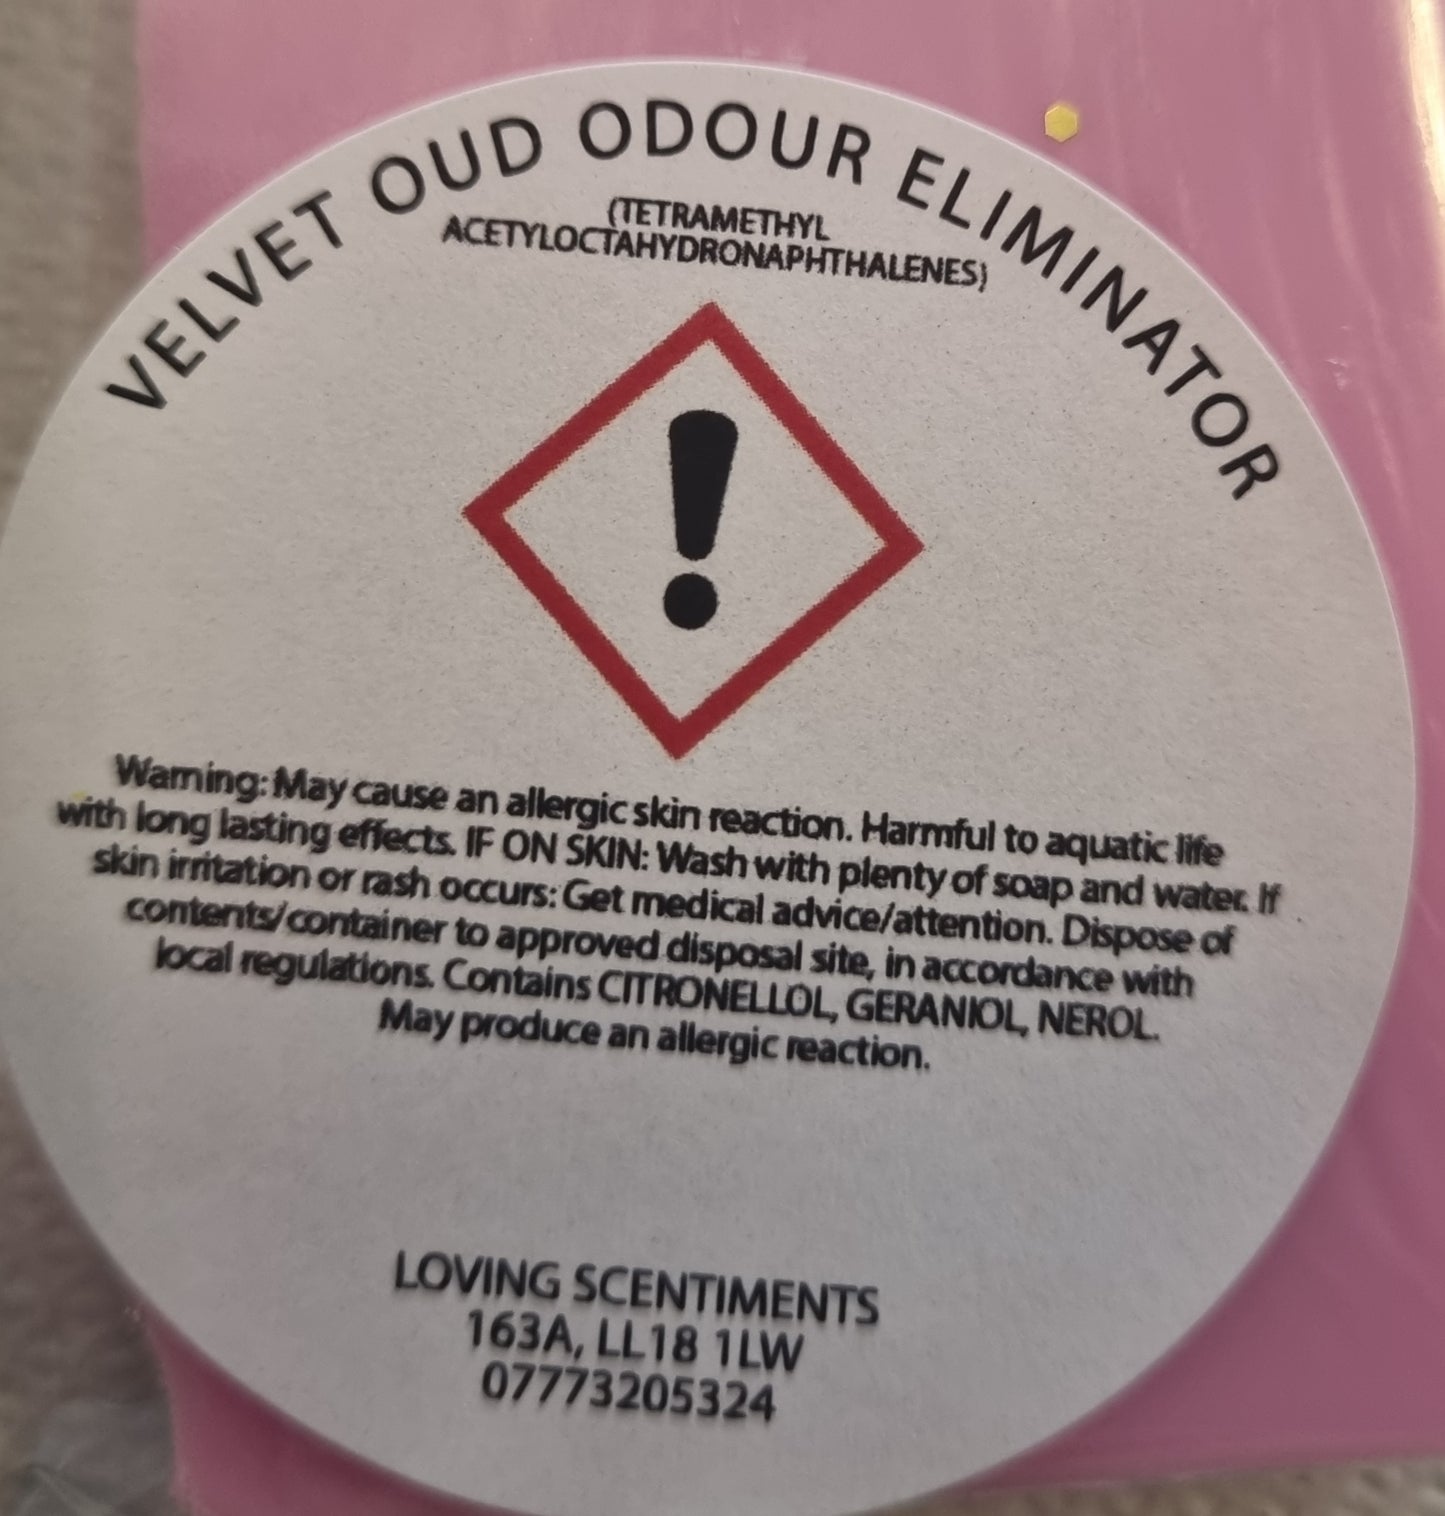 VELVET OUD ODOUR ELIMINATOR
(TETRAMETHYL
ACETYLOCTAHYDRONAPHTHALENES)
!
Warning: May cause an allergic skin reaction. Harmful to aquatic life
with long lasting effects. IF ON SKIN: Wash with plenty of soap and water. If
skin irritation or rash occurs: Get medical advice/attention. Dispose of
contents/container to approved disposal site, in accordance with
local regulations. Contains CITRONELLOL, GERANIOL, NEROL.
May produce an allergic reaction.
LOVING SCENTIMENTS
163A, LL18 1LW
07773205324